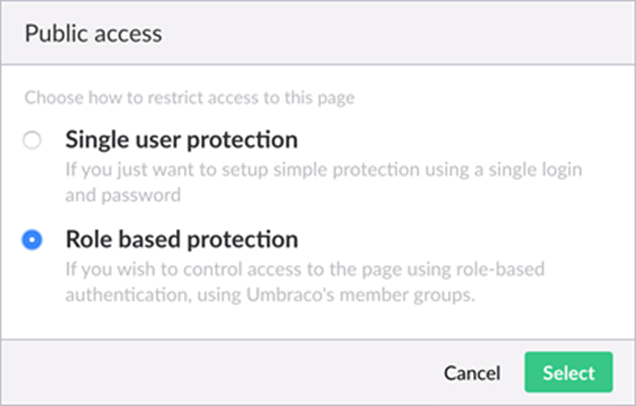 Public access
Choose how to restrict access to this page
Single user protection
If you just want to setup simple protection using a single login
and password
Role based protection
If you wish to control access to the page using role-based
authentication, using Umbraco's member groups.
Cancel
Select